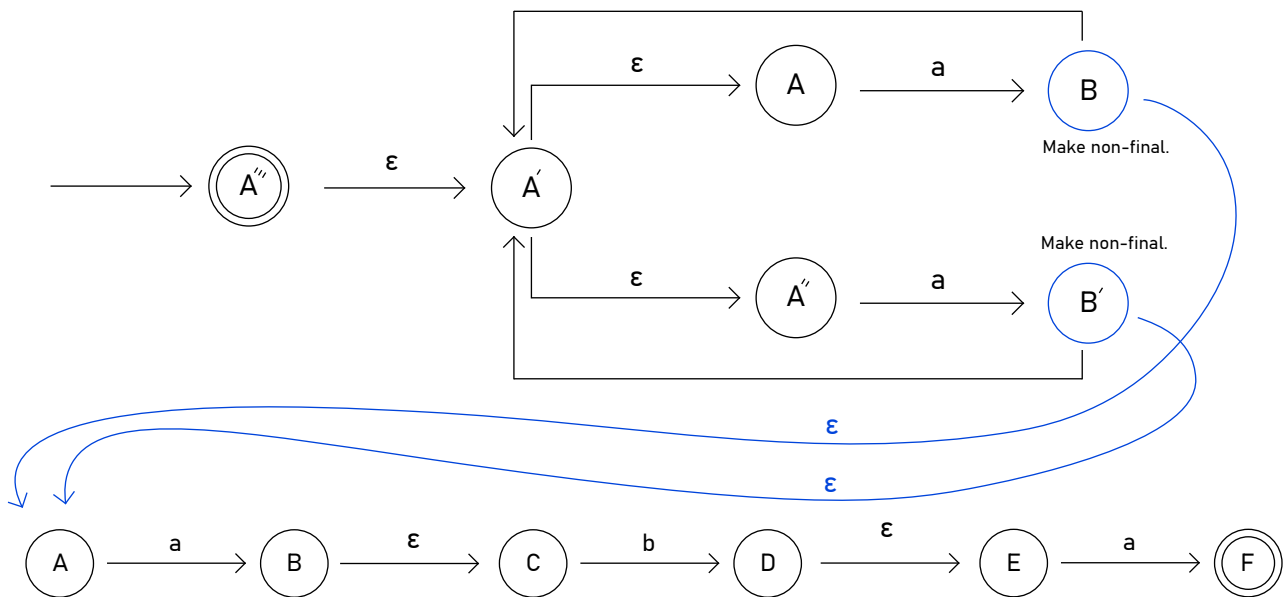 ε
A
a
B
Make non-final.
A‴
ε
A′
Make non-final.
ε
A″
a
B′
ε
ε
A
a
B
ε
C
b
D
ε
E
a
F